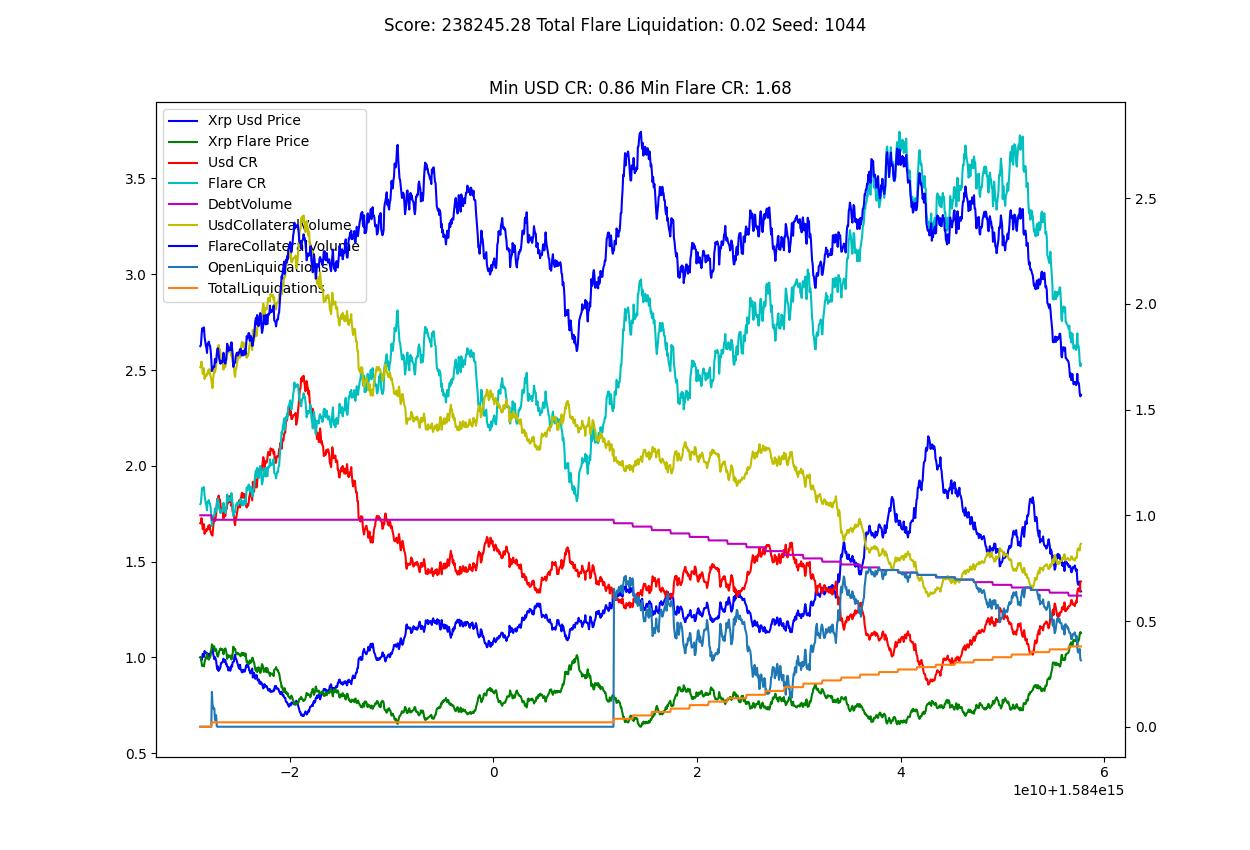 Score: 238245.28 Total Flare Liquidation: 0.02 Seed: 1044
Min USD CR: 0.86 Min Flare CR: 1.68
Xrp Usd Price
Xrp Flare Price
Usd CR
Flare CR
DebtVolume
UsdCollateralVolume
FlareCollateralVolume
OpenLiquidations
TotalLiquidations
3.5
3.0
2.5
2.0
1.5
1.0
0.5
2.5
2.0
1.5
1.0
0.5
0.0
−2
0
2
4
6
1e10+1.584e15